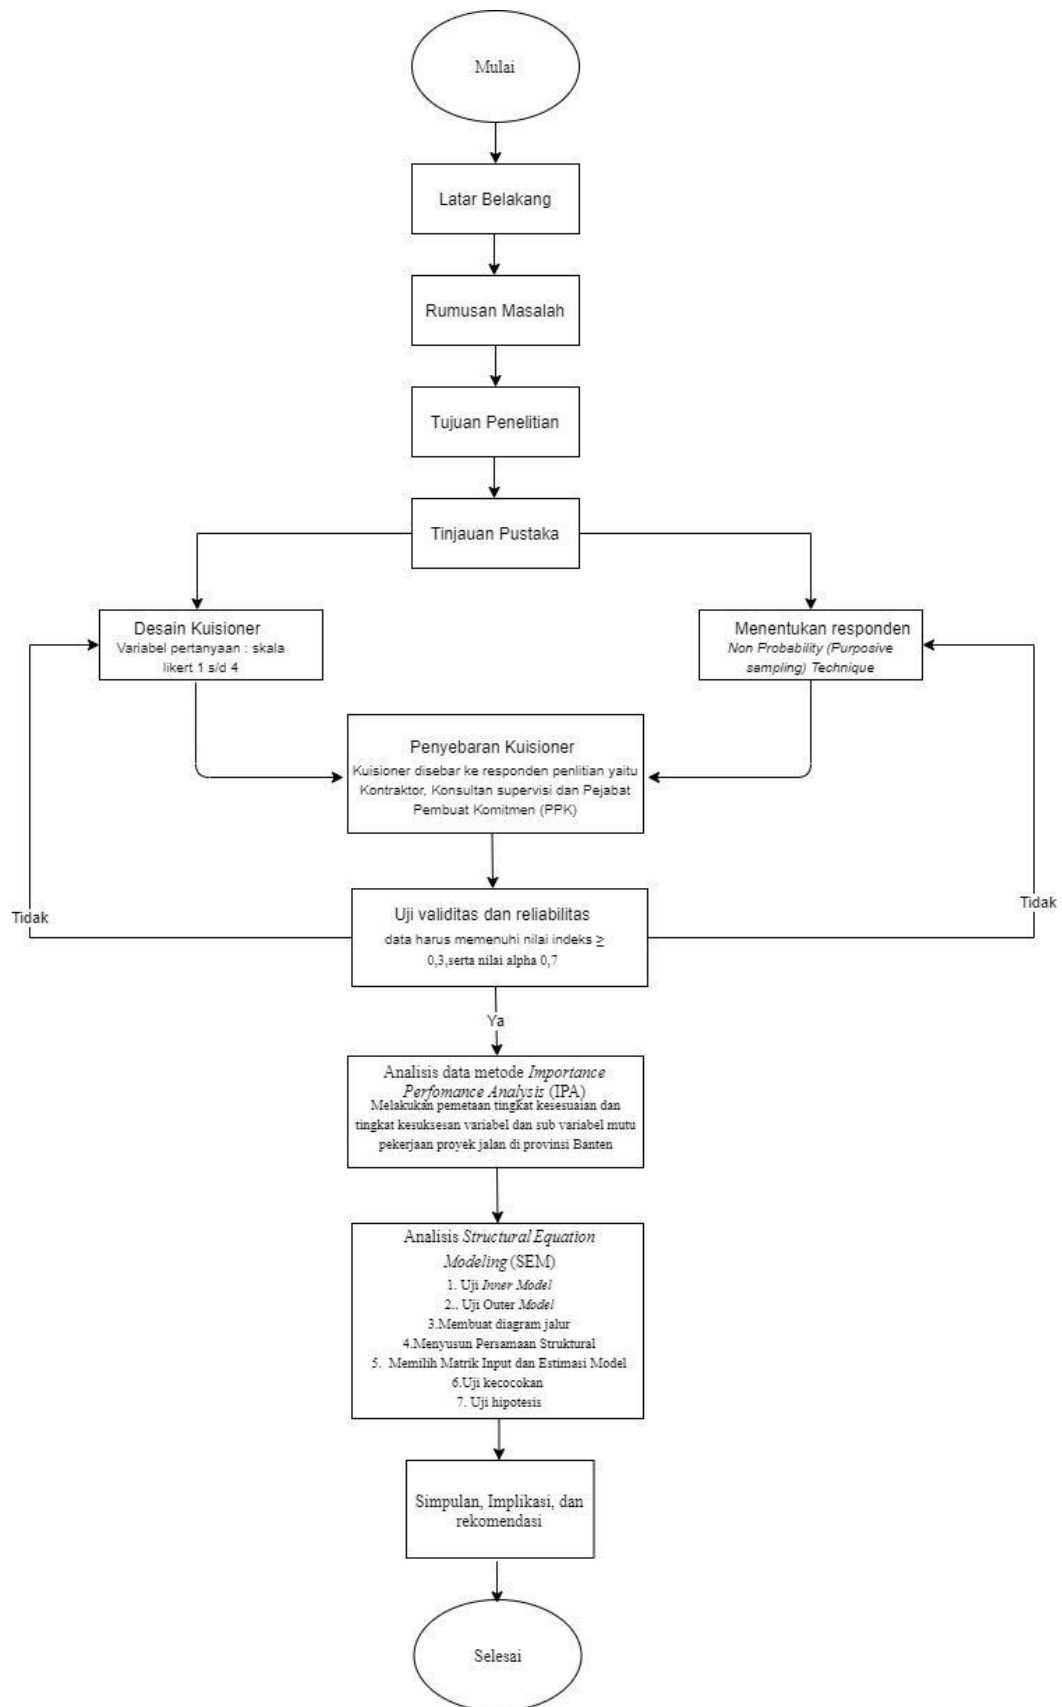 Mulai
Latar Belakang
Rumusan Masalah
Tujuan Penelitian
Tinjauan Pustaka
Desain Kuisioner
Variabel pertanyaan : skala
likert 1 s/d 4
Menentukan responden
Non Probability (Purposive
sampling) Technique
Penyebaran Kuisioner
Kuisioner disebar ke responden penlitian yaitu
Kontraktor, Konsultan supervisi dan Pejabat
Pembuat Komitmen (PPK)
Tidak
Uji validitas dan reliabilitas
data harus memenuhi nilai indeks ≥
0,3,serta nilai alpha 0,7
Tidak
Ya
Analisis data metode Importance
Perfomance Analysis (IPA)
Melakukan pemetaan tingkat kesesuaian dan
tingkat kesuksesan variabel dan sub variabel mutu
pekerjaan proyek jalan di provinsi Banten
Analisis Structural Equation
Modeling (SEM)
1. Uji Inner Model
2.. Uji Outer Model
3.Membuat diagram jalur
4.Menyusun Persamaan Struktural
5. Memilih Matrik Input dan Estimasi Model
6.Uji kecocokan
7. Uji hipotesis
Simpulan, Implikasi, dan
rekomendasi
Selesai